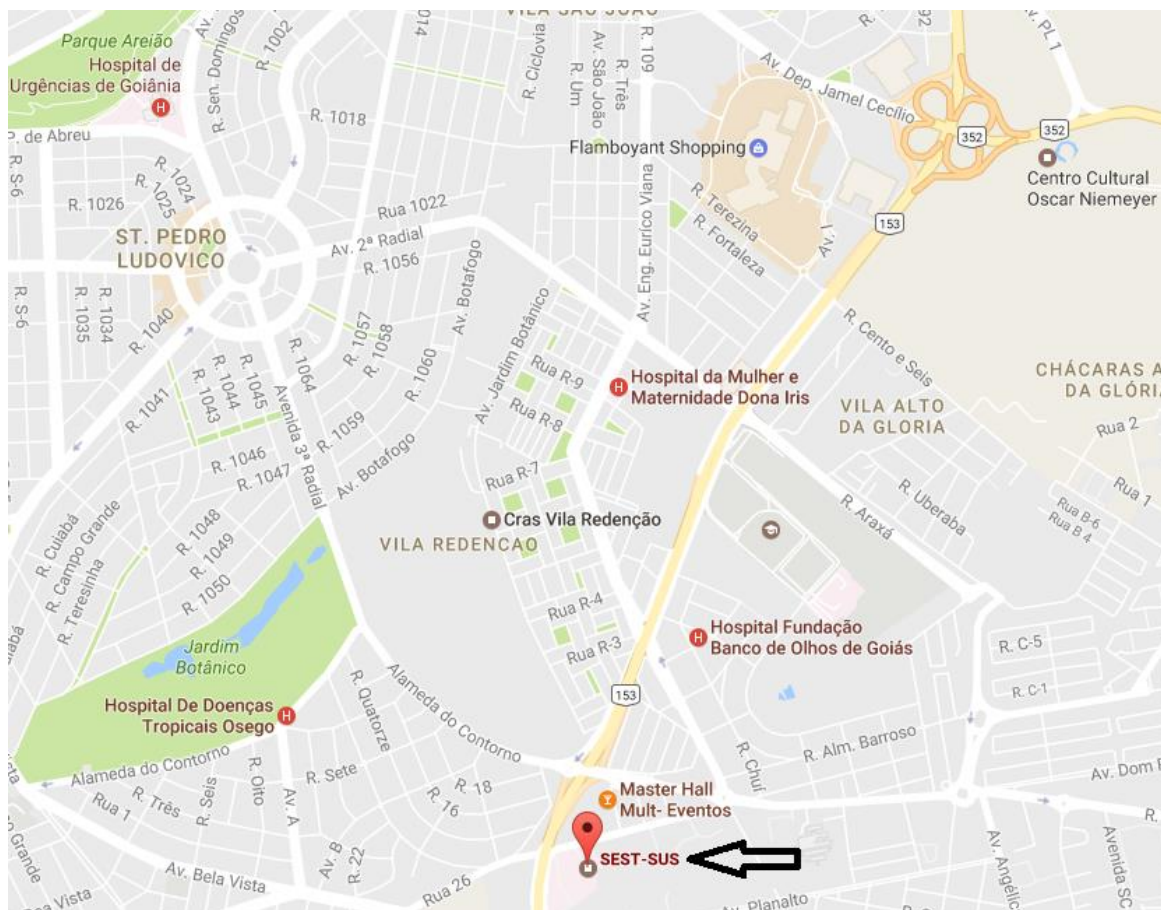 VILA SÃO JOÃO
Parque Areião
Hospital de
Urgências de Goiânia
R. Sen. Domingos
R. 1002
1014
R. Ciclovia
Av. São João
R. Um
R. Três
R. 109
Av. Dep. Jamel Cecílio
Av. PL 1
352
352
P. de Abreu
R. 1018
Flamboyant Shopping
Centro Cultural
Oscar Niemeyer
R. S-6
R. 1024
R. 1025
R. 1026
Rua 1022
Av. Eng. Eurico Viana
R. Terezina
R. Fortaleza
Av. J
153
ST. PEDRO
LUDOVICO
Av. 2ª Radial
R. 1056
Av. Botafogo
Av. Jardim Botânico
R. S-6
R. 1035
R. 1034
R. 1040
R. 1057
R. 1058
R. 1060
R. 1064
R. 1041
R. 1043
R. 1044
R. 1045
Avenida 3ª Radial
R. 1059
Rua R-9
Rua R-8
Hospital da Mulher e
Maternidade Dona Iris
R. Cento e Seis
CHÁCARAS A
DA GLÓRIA
VILA ALTO
DA GLORIA
Rua 2
Rua 1
R. 1046
R. 1047
Av. Botafogo
Rua R-7
R. Uberaba
R. Araxá
Rua B-6
Rua B 4
R. Cuiabá
R. Campo Grande
R. Teresinha
R. 1048
R. 1049
R. 1050
Cras Vila Redenção
VILA REDENCAO
Rua R-4
Rua R-3
Hospital Fundação
Banco de Olhos de Goiás
R. C-5
R. C-1
Jardim
Botânico
Hospital De Doenças
Tropicais Osego
R. Quatorze
Alameda do Contorno
153
R. Chuí
R. Alm. Barroso
Av. Dom
Alameda do Contorno
R. Oito
R. Sete
R. Três
R. Seis
Rua 1
Av. A
R. 18
R. 16
Master Hall
Mult- Eventos
SEST-SUS
Av. B
R. 22
Av. Bela Vista
Rua 26
Av. Planalto
Av. Angélic
Avenida SC
Grande
oa Vista